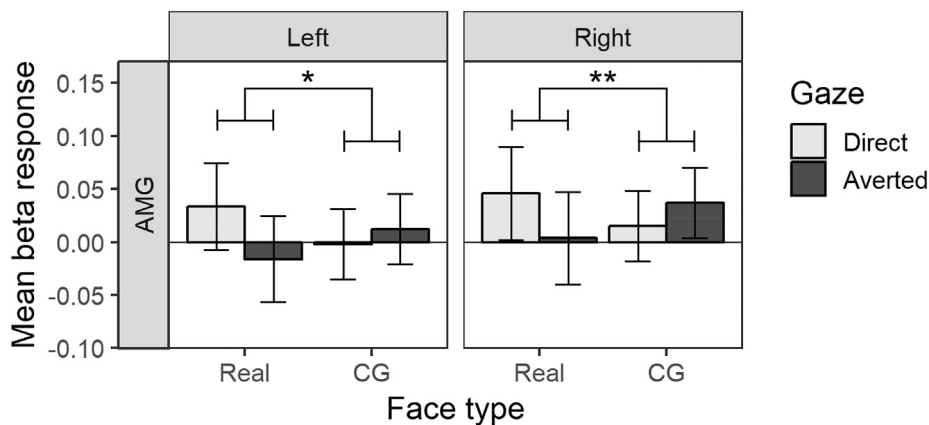 Left
Right
*
**
0.15
0.10
0.05
0.00
-0.05
-0.10
Mean beta response
AMG
Real
CG
Real
CG
Face type
Gaze
Direct
Averted